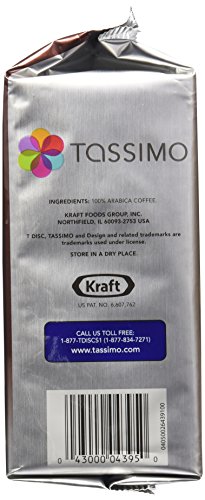 TASSIMO
INGREDIENTS: 100% ARABICA COFFEE.
KRAFT FOODS GROUP, INC.
NORTHFIELD, IL 60093-2753 USA
T DISC, TASSIMO and Design and related trademarks are
trademarks used under license.
STORE IN A DRY PLACE.
Kraft
US PAT. NO. 6,607,762
CALL US TOLL FREE:
1-877-TDISCS1 (1-877-834-7271)
www.tassimo.com
0 43000 04395 0
04050026439100